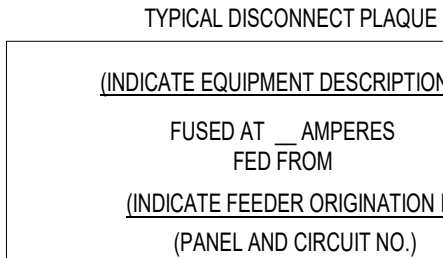 TYPICAL DISCONNECT PLAQUE
(INDICATE EQUIPMENT DESCRIPTION
FUSED AT __ AMPERES
FED FROM
(INDICATE FEEDER ORIGINATION
(PANEL AND CIRCUIT NO.)